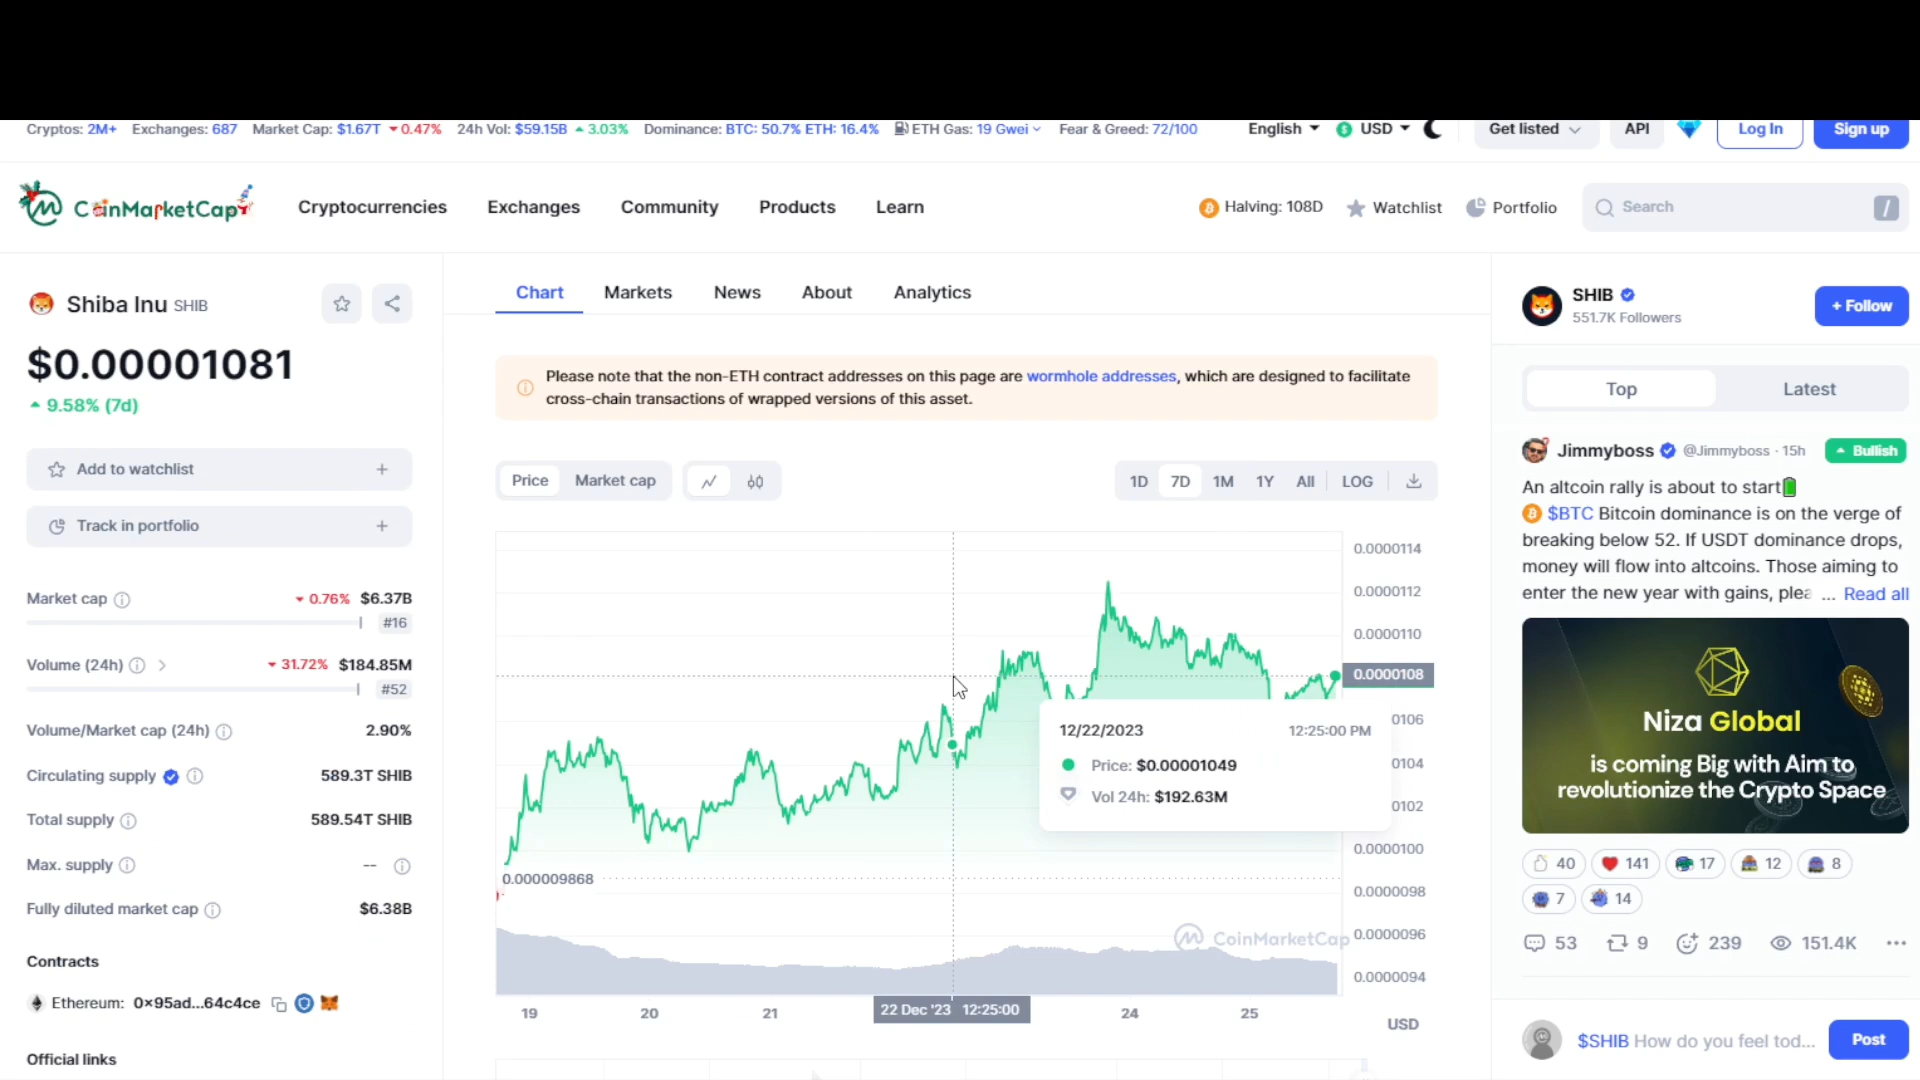 Cryptos: 2M+ Exchanges: 687 Market Cap: $1.67T 0.47% 24h Vol: $59.15B 3.03% Dominance: BTC: 50.7% ETH: 16.4% ETH Gas: 19 Gwei Fear & Greed: 72/100 English USD Get listed API Log In Sign up
CoinMarketCap Cryptocurrencies Exchanges Community Products Learn Halving: 108D Watchlist Portfolio Search /
Shiba Inu SHIB
$0.00001081
9.58% (7d)
Add to watchlist +
Track in portfolio +
Market cap 0.76% $6.37B
#16
Volume (24h) 31.72% $184.85M
#52
Volume/Market cap (24h) 2.90%
Circulating supply 589.3T SHIB
Total supply 589.54T SHIB
Max. supply --
Fully diluted market cap $6.38B
Contracts
Ethereum: 0x95ad...64c4ce
Official links
Chart Markets News About Analytics
Please note that the non-ETH contract addresses on this page are wormhole addresses, which are designed to facilitate
cross-chain transactions of wrapped versions of this asset.
Price Market cap 1D 7D 1M 1Y All LOG
0.0000114
0.0000112
0.0000110
0.0000108
0106
0104
0102
0.0000100
0.0000098
0.0000096
0.0000094
12/22/2023 12:25:00 PM
Price: $0.00001049
Vol 24h: $192.63M
0.000009868
CoinMarketCap
19 20 21 22 Dec '23 12:25:00 24 25
USD
SHIB + Follow
551.7K Followers
Top Latest
Jimmyboss @Jimmyboss · 15h Bullish
An altcoin rally is about to start
$BTC Bitcoin dominance is on the verge of
breaking below 52. If USDT dominance drops,
money will flow into altcoins. Those aiming to
enter the new year with gains, plea ... Read all
Niza Global
is coming Big with Aim to
revolutionize the Crypto Space
40 141 17 12 8
7 14
53 9 239 151.4K
$SHIB How do you feel tod... Post